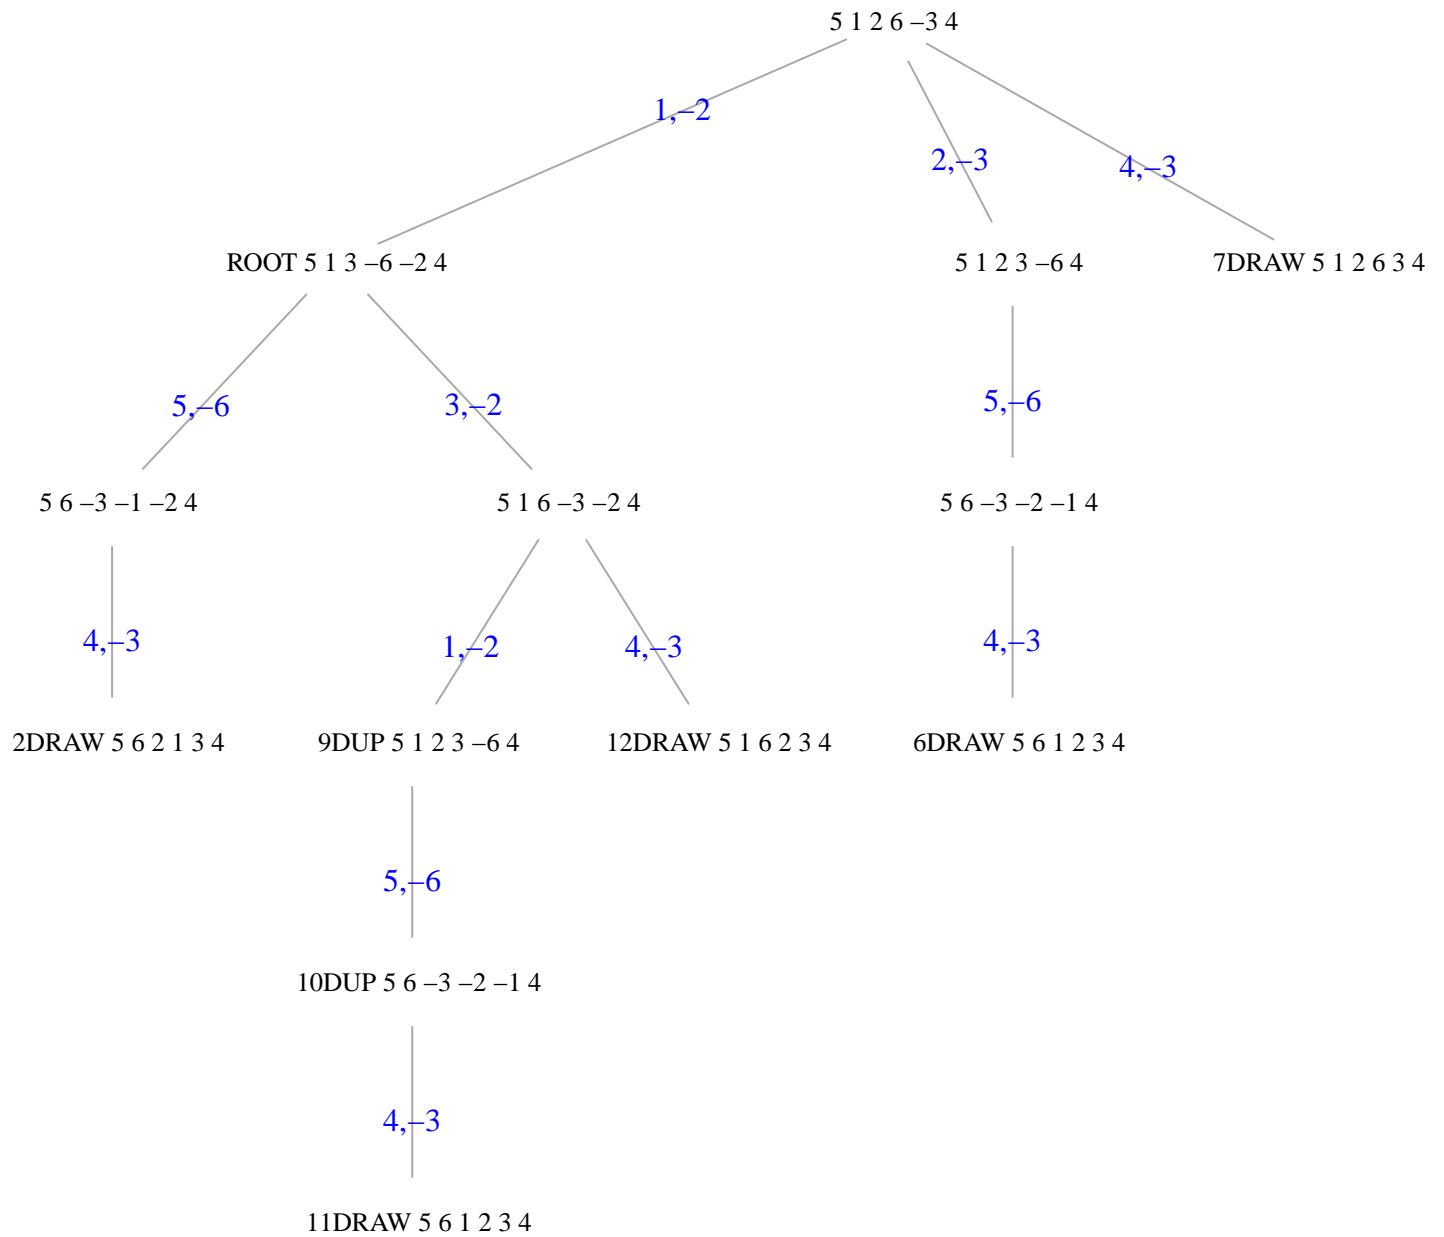 5 1 2 6 –3 4
1,–2
2,–3
4,–3
ROOT 5 1 3 –6 –2 4
5 1 2 3 –6 4
7DRAW 5 1 2 6 3 4
5,–6
3,–2
5,–6
5 6 –3 –1 –2 4
5 1 6 –3 –2 4
5 6 –3 –2 –1 4
4,–3
1,–2
4,–3
4,–3
2DRAW 5 6 2 1 3 4
9DUP 5 1 2 3 –6 4
12DRAW 5 1 6 2 3 4
6DRAW 5 6 1 2 3 4
5,–6
10DUP 5 6 –3 –2 –1 4
4,–3
11DRAW 5 6 1 2 3 4